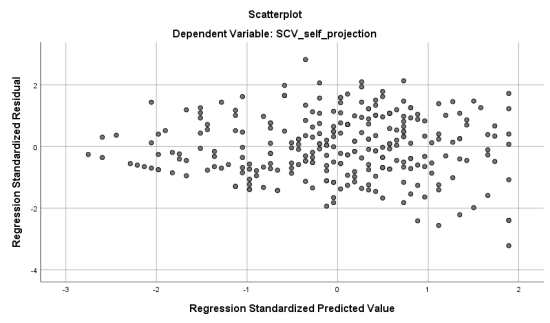 Scatterplot
Dependent Variable: SCV_self_projection
Regression Standardized Residual
2
0
-2
-4
-3
-2
-1
0
1
2
Regression Standardized Predicted Value